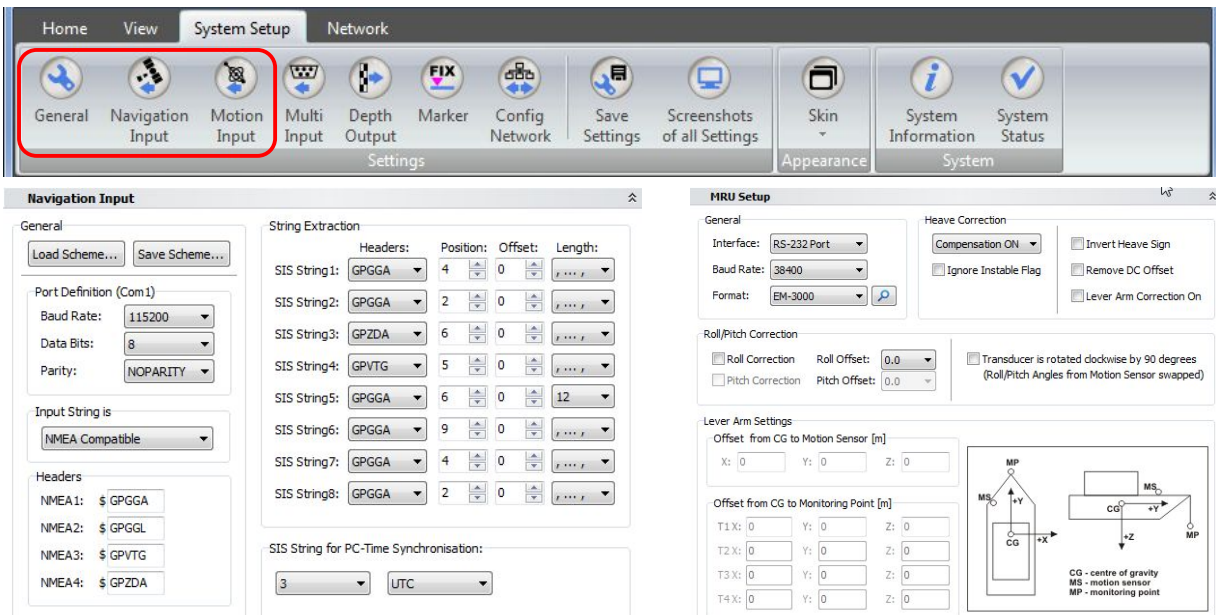 Home View System Setup Network
General Navigation Input Motion Input Multi Input Depth Output FIX Marker Config Network Save Settings Screenshots of all Settings Skin System Information System Status
Settings Appearance System
Navigation Input
General
Load Scheme... Save Scheme...
Port Definition (Com1)
Baud Rate: 115200
Data Bits: 8
Parity: NOPARITY
Input String is
NMEA Compatible
Headers
NMEA1: $ GPGGA
NMEA2: $ GPGGL
NMEA3: $ GPVTG
NMEA4: $ GPZDA
String Extraction
Headers: Position: Offset: Length:
SIS String1: GPGGA 4 0 , ... ,
SIS String2: GPGGA 2 0 , ... ,
SIS String3: GPZDA 6 0 , ... ,
SIS String4: GPVTG 5 0 , ... ,
SIS String5: GPGGA 6 0 12
SIS String6: GPGGA 9 0 , ... ,
SIS String7: GPGGA 4 0 , ... ,
SIS String8: GPGGA 2 0 , ... ,
SIS String for PC-Time Synchronisation:
3 UTC
MRU Setup
General
Interface: RS-232 Port
Baud Rate: 38400
Format: EM-3000
Heave Correction
Compensation ON
Ignore Instable Flag
Invert Heave Sign
Remove DC Offset
Lever Arm Correction On
Roll/Pitch Correction
Roll Correction Roll Offset: 0.0
Pitch Correction Pitch Offset: 0.0
Transducer is rotated clockwise by 90 degrees
(Roll/Pitch Angles from Motion Sensor swapped)
Lever Arm Settings
Offset from CG to Motion Sensor [m]
X: 0 Y: 0 Z: 0
Offset from CG to Monitoring Point [m]
T1 X: 0 Y: 0 Z: 0
T2 X: 0 Y: 0 Z: 0
T3 X: 0 Y: 0 Z: 0
T4 X: 0 Y: 0 Z: 0
MP
MS
+Y
CG
+X
MS
CG
+Y
+Z
MP
CG - centre of gravity
MS - motion sensor
MP - monitoring point